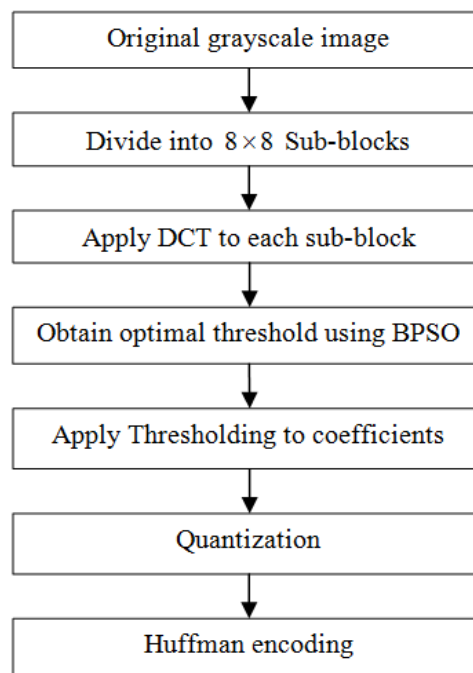 Original grayscale image
Divide into 8×8 Sub-blocks
Apply DCT to each sub-block
Obtain optimal threshold using BPSO
Apply Thresholding to coefficients
Quantization
Huffman encoding